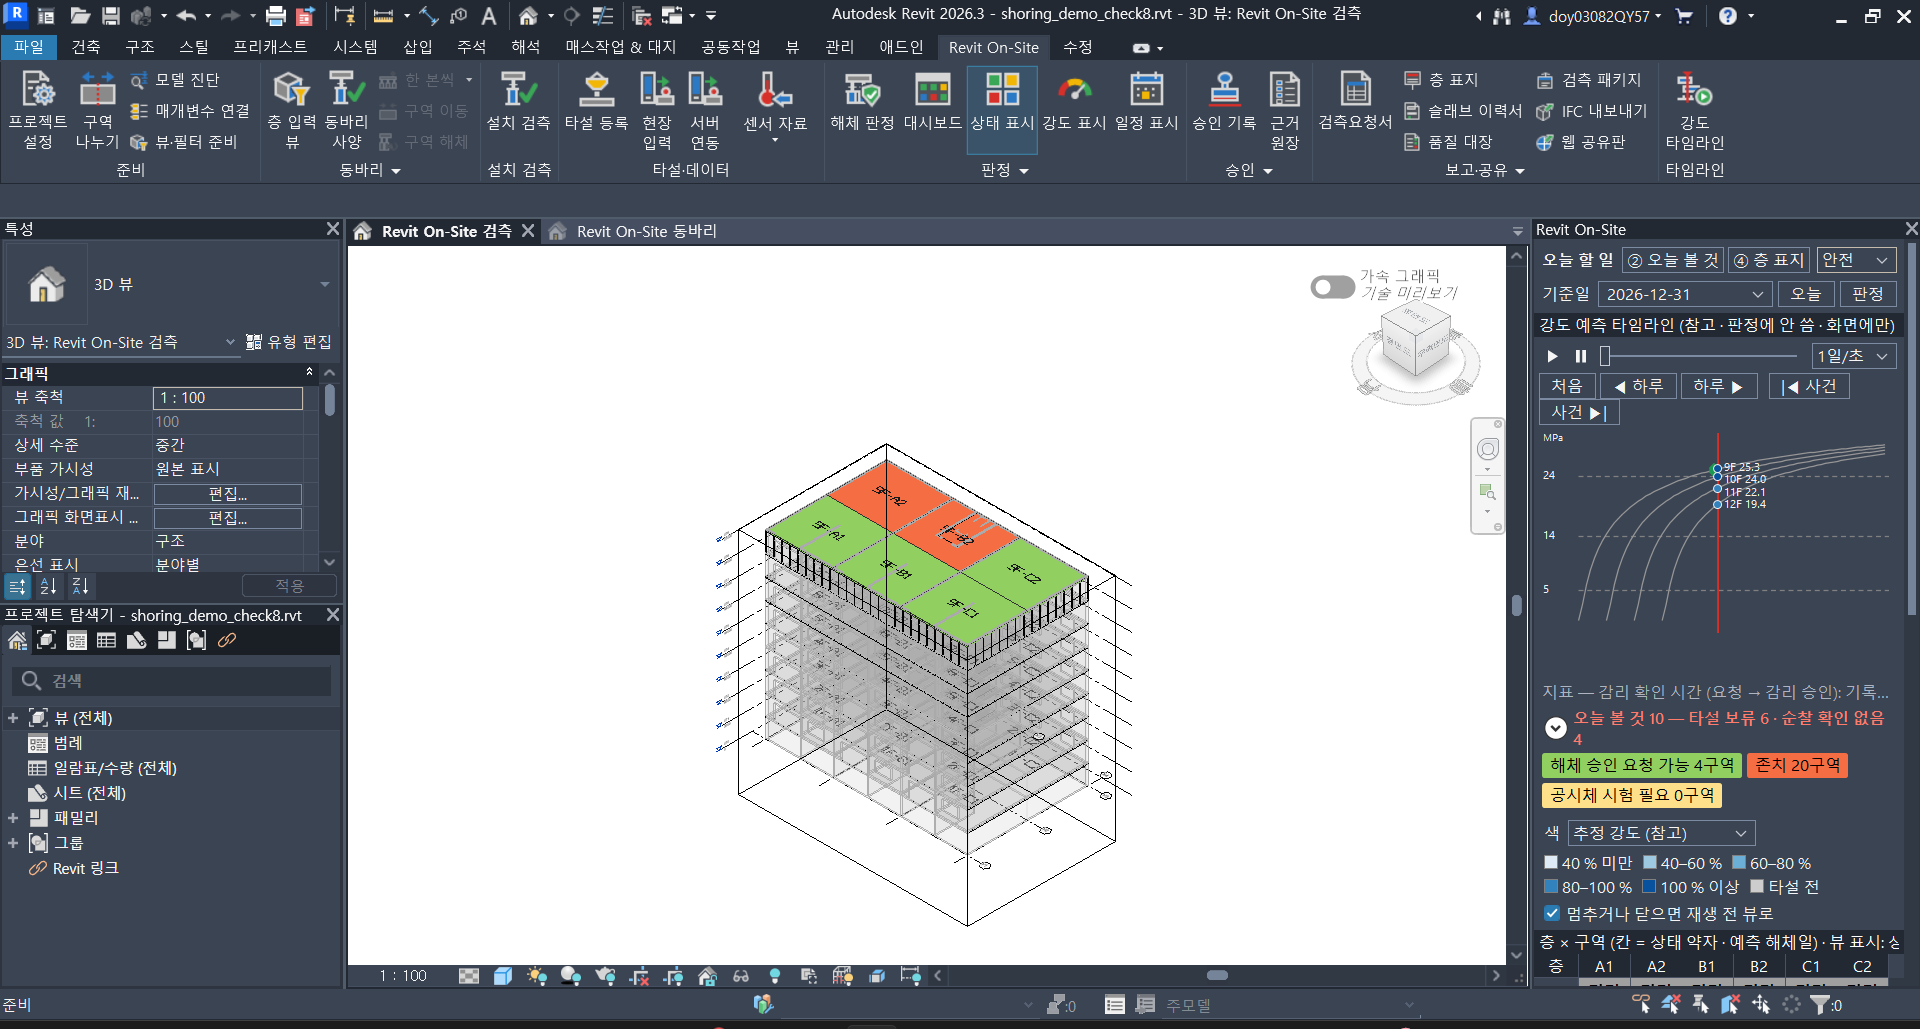 Autodesk Revit 2026.3 - shoring_demo_check8.rvt - 3D 뷰: Revit On-Site 검측
doy03082QY57
파일 건축 구조 스틸 프리캐스트 시스템 삽입 주석 해석 매스작업 & 대지 공동작업 뷰 관리 애드인 Revit On-Site 수정
프로젝트 설정
구역 나누기
모델 진단
매개변수 연결
뷰·필터 준비
준비
층 입력 뷰
동바리 사양
한 본씩
구역 이동
구역 해체
동바리
설치 검측
설치 검측
타설 등록
현장 입력
서버 연동
센서 자료
타설·데이터
해체 판정
대시보드
상태 표시
강도 표시
일정 표시
판정
승인 기록
근거 원장
승인
검측요청서
층 표지
슬래브 이력서
품질 대장
검측 패키지
IFC 내보내기
웹 공유판
보고·공유
강도 타임라인
타임라인
특성
3D 뷰
3D 뷰: Revit On-Site 검측
유형 편집
그래픽
뷰 축척 1 : 100
축척 값 1: 100
상세 수준 중간
부품 가시성 원본 표시
가시성/그래픽 재... 편집...
그래픽 화면표시 ... 편집...
분야 구조
은선 표시 분야별
적용
프로젝트 탐색기 - shoring_demo_check8.rvt
검색
뷰 (전체)
범례
일람표/수량 (전체)
시트 (전체)
패밀리
그룹
Revit 링크
준비
Revit On-Site 검측
Revit On-Site 동바리
가속 그래픽
기술 미리보기
9F-A2
9F-B2
9F-A1
9F-B1
9F-C2
9F-C1
1 : 100
:0
주모델
:0
Revit On-Site
오늘 할 일 ② 오늘 볼 것 ④ 층 표지 안전
기준일 2026-12-31 오늘 판정
강도 예측 타임라인 (참고 · 판정에 안 씀 · 화면에만)
1일/초
처음 ◀ 하루 하루 ▶ |◀ 사건
사건 ▶|
MPa
24
14
5
9F 25.3
10F 24.0
11F 22.1
12F 19.4
지표 — 감리 확인 시간 (요청 → 감리 승인): 기록...
오늘 볼 것 10 — 타설 보류 6 · 순찰 확인 없음
4
해체 승인 요청 가능 4구역 존치 20구역
공시체 시험 필요 0구역
색 추정 강도 (참고)
40 % 미만 40–60 % 60–80 %
80–100 % 100 % 이상 타설 전
멈추거나 닫으면 재생 전 뷰로
층 × 구역 (칸 = 상태 약자 · 예측 해체일) · 뷰 표시: 상
층 A1 A2 B1 B2 C1 C2